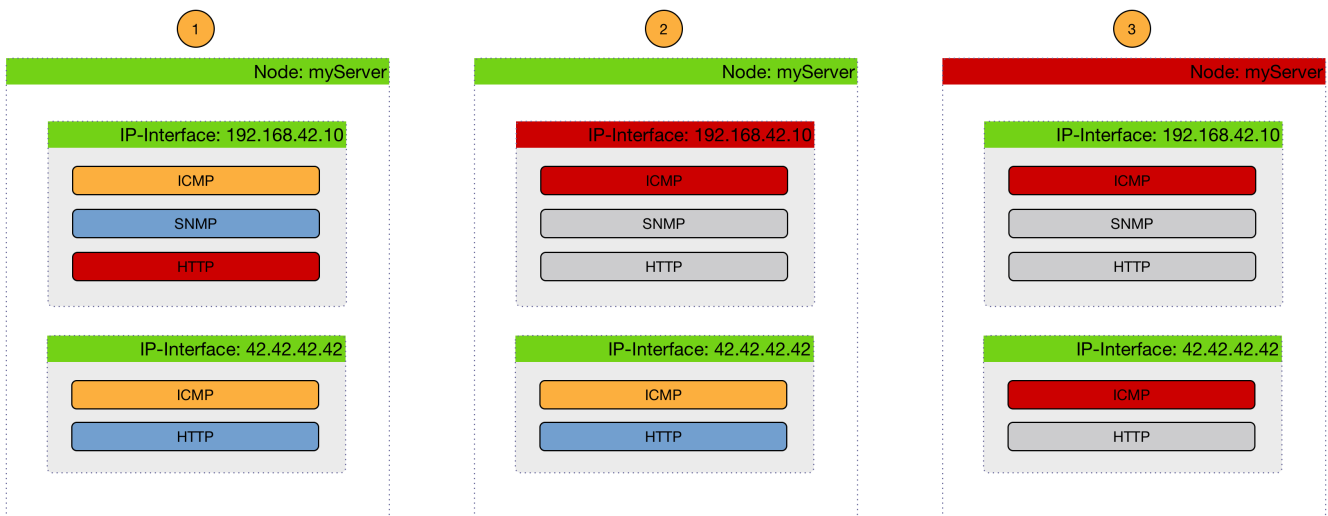 1
Node: myServer
IP-Interface: 192.168.42.10
ICMP
SNMP
HTTP
IP-Interface: 42.42.42.42
ICMP
HTTP
2
Node: myServer
IP-Interface: 192.168.42.10
ICMP
SNMP
HTTP
IP-Interface: 42.42.42.42
ICMP
HTTP
3
Node: myServer
IP-Interface: 192.168.42.10
ICMP
SNMP
HTTP
IP-Interface: 42.42.42.42
ICMP
HTTP